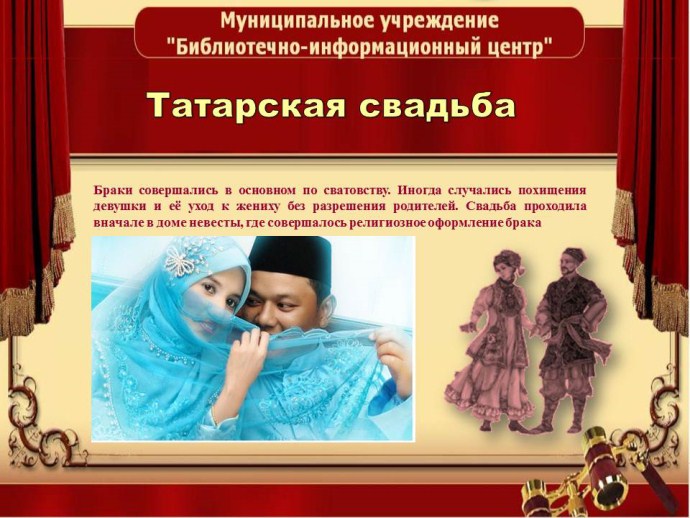 Муниципальное учреждение
"Библиотечно-информационный центр"
Татарская свадьба
Браки совершались в основном по сватовству. Иногда случались похищения
девушки и её уход к жениху без разрешения родителей. Свадьба проходила
вначале в доме невесты, где совершалось религиозное оформление брака